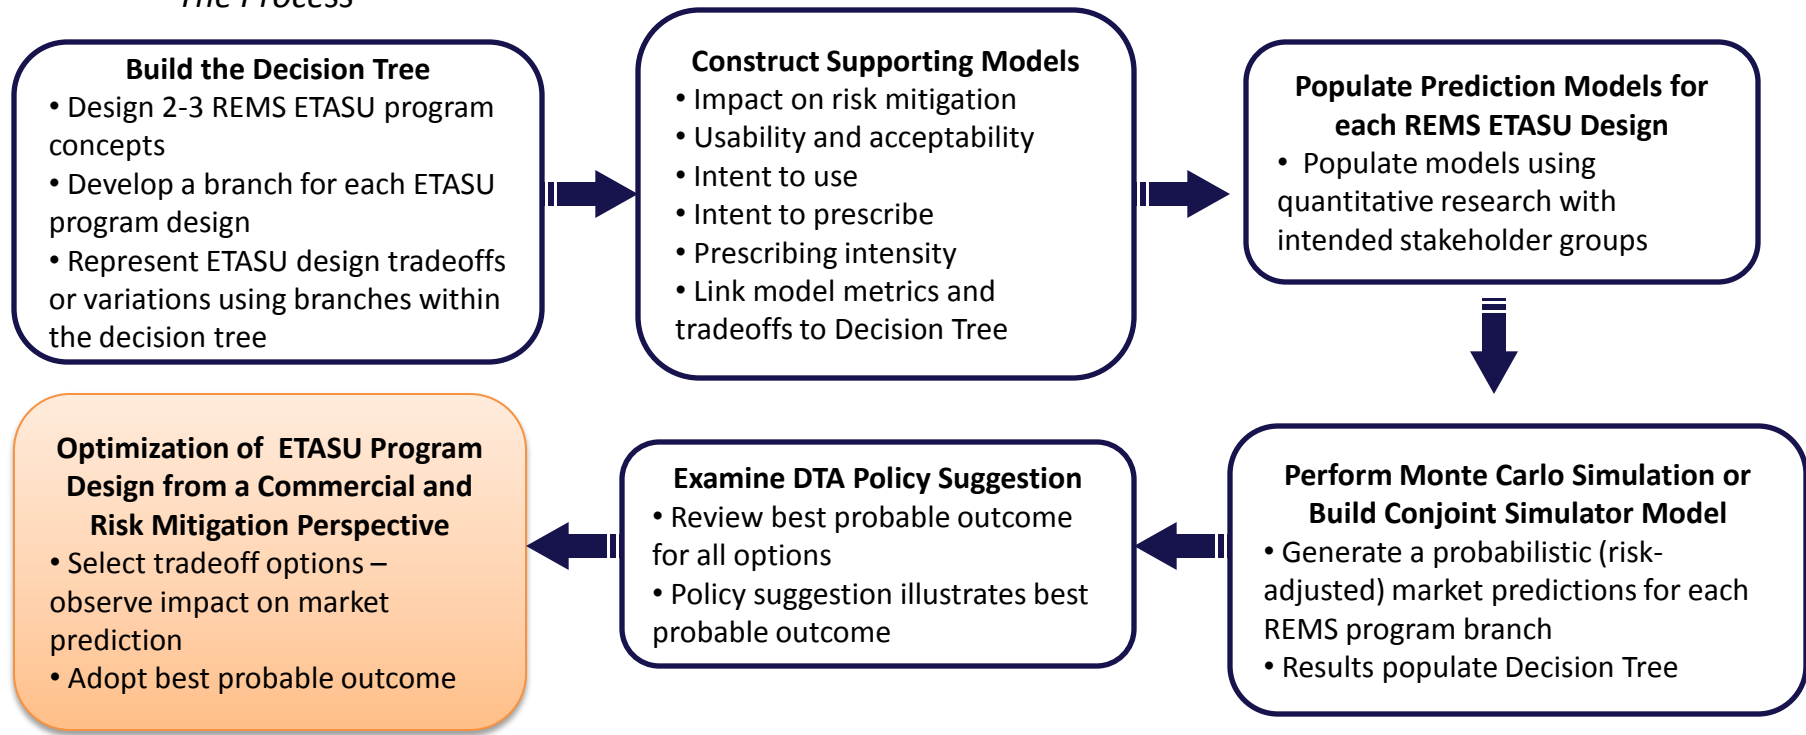 The Process
Build the Decision Tree
• Design 2-3 REMS ETASU program
concepts
• Develop a branch for each ETASU
program design
• Represent ETASU design tradeoffs
or variations using branches within
the decision tree
Construct Supporting Models
• Impact on risk mitigation
• Usability and acceptability
• Intent to use
• Intent to prescribe
• Prescribing intensity
• Link model metrics and
tradeoffs to Decision Tree
Populate Prediction Models for
each REMS ETASU Design
• Populate models using
quantitative research with
intended stakeholder groups
Perform Monte Carlo Simulation or
Build Conjoint Simulator Model
• Generate a probabilistic (risk-
adjusted) market predictions for each
REMS program branch
• Results populate Decision Tree
Examine DTA Policy Suggestion
• Review best probable outcome
for all options
• Policy suggestion illustrates best
probable outcome
Optimization of ETASU Program
Design from a Commercial and
Risk Mitigation Perspective
• Select tradeoff options –
observe impact on market
prediction
• Adopt best probable outcome